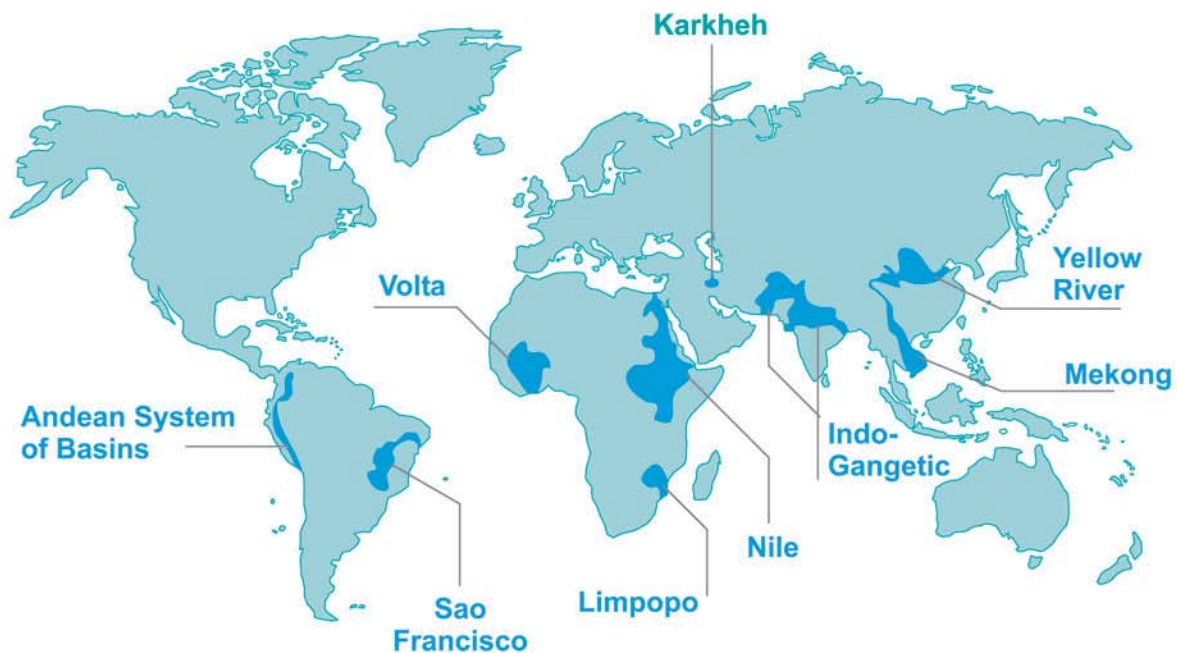 Karkheh
Yellow
River
Volta
Mekong
Andean System
of Basins
Indo-
Gangetic
Nile
Limpopo
Sao
Francisco